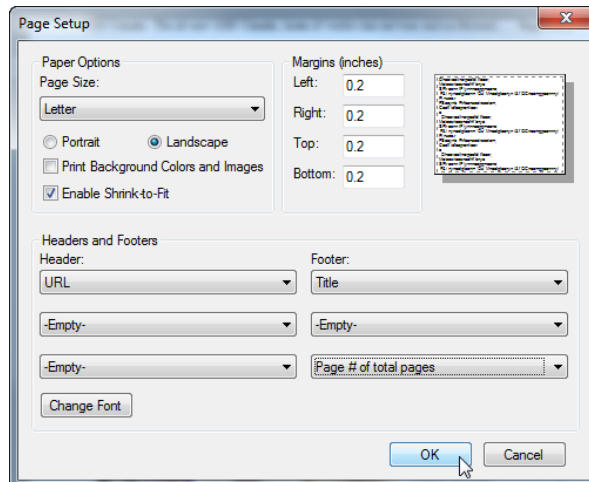 Page Setup
Paper Options
Page Size:
Letter
Portrait
Landscape
Print Background Colors and Images
Enable Shrink-to-Fit
Margins (inches)
Left: 0.2
Right: 0.2
Top: 0.2
Bottom: 0.2
Headers and Footers
Header:
Footer:
URL
Title
-Empty-
-Empty-
-Empty-
Page # of total pages
Change Font
OK
Cancel